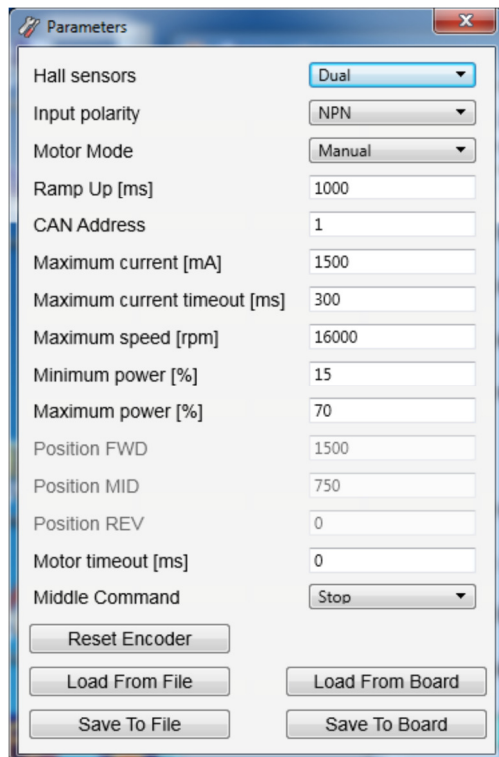 Parameters
Hall sensors Dual
Input polarity NPN
Motor Mode Manual
Ramp Up [ms] 1000
CAN Address 1
Maximum current [mA] 1500
Maximum current timeout [ms] 300
Maximum speed [rpm] 16000
Minimum power [%] 15
Maximum power [%] 70
Position FWD 1500
Position MID 750
Position REV 0
Motor timeout [ms] 0
Middle Command Stop
Reset Encoder
Load From File Load From Board
Save To File Save To Board